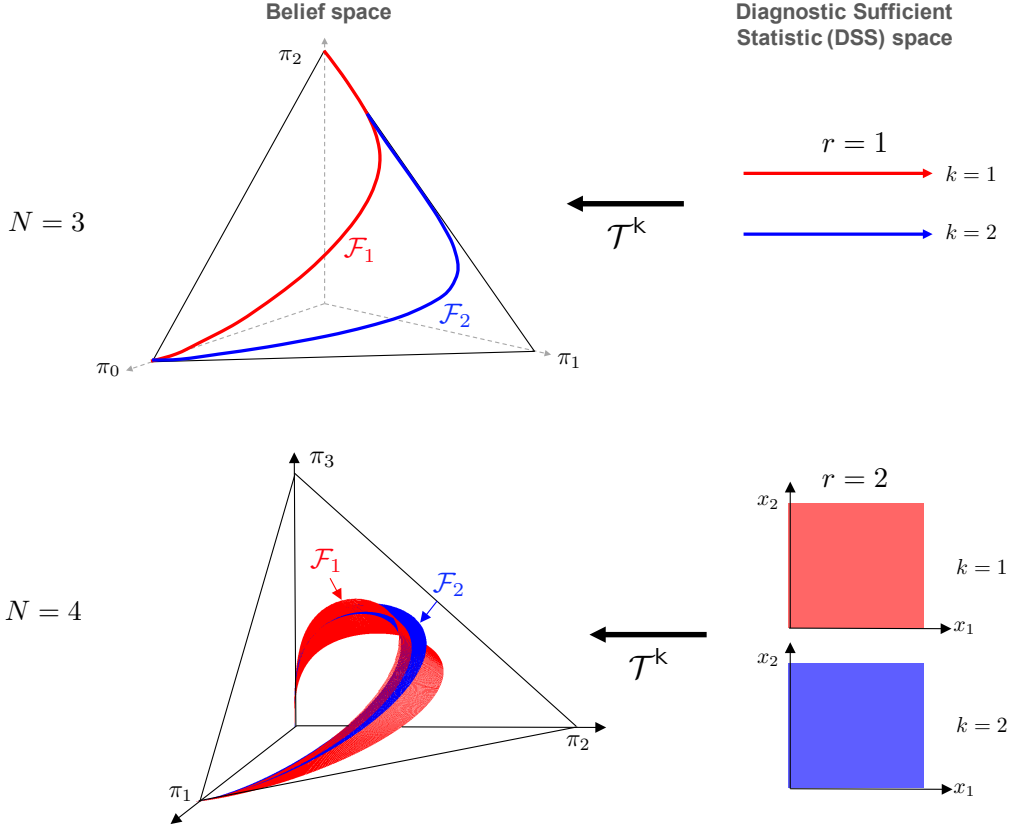 Belief space
Diagnostic Sufficient
Statistic (DSS) space
π₂
r = 1
k = 1
N = 3
𝒯ᵏ
ℱ₁
k = 2
ℱ₂
π₀
π₁
π₃
r = 2
x₂
ℱ₁
ℱ₂
k = 1
N = 4
x₁
𝒯ᵏ
x₂
k = 2
π₂
π₁
x₁